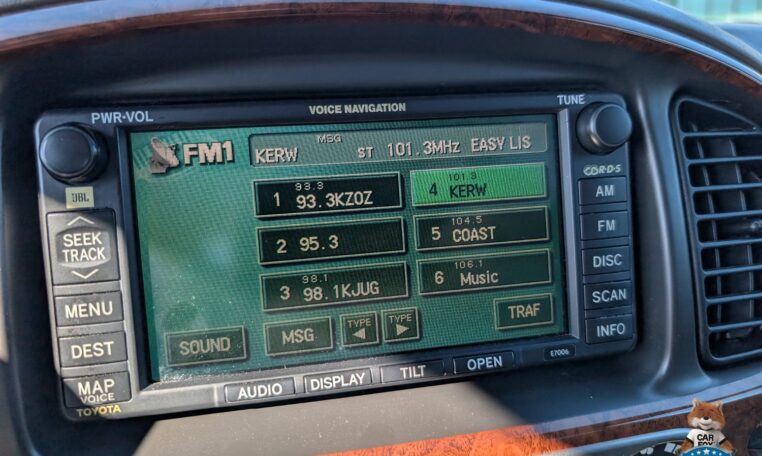 PWR•VOL
VOICE NAVIGATION
TUNE
FM1
MSG
KERW ST 101.3MHz EASY LIS
JBL
SEEK
TRACK
MENU
DEST
MAP
VOICE
TOYOTA
93.3
1 93.3KZOZ
2 95.3
98.1
3 98.1KJUG
101.3
4 KERW
104.5
5 COAST
106.1
6 Music
SOUND
MSG
TYPE
TYPE
TRAF
R•D•S
AM
FM
DISC
SCAN
INFO
AUDIO
DISPLAY
TILT
OPEN
E7006
CAR
FOX